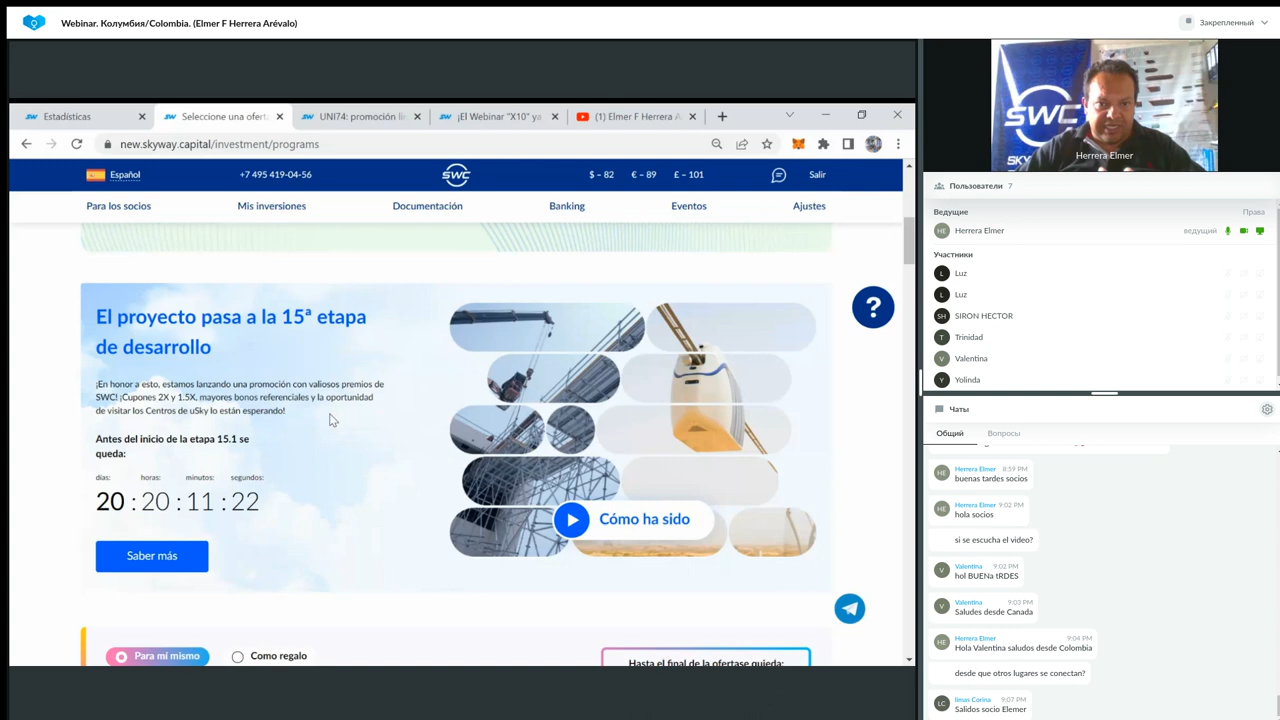 Webinar. Колумбия/Colombia. (Elmer F Herrera Arévalo)
Закрепленный
Estadísticas
Seleccione una ofert
UNI74: promoción li
¡El Webinar "X10" ya
(1) Elmer F Herrera A
new.skyway.capital/investment/programs
Español
+7 495 419-04-56
SWC
$ – 82
€ – 89
£ – 101
Salir
Para los socios
Mis inversiones
Documentación
Banking
Eventos
Ajustes
El proyecto pasa a la 15ª etapa
de desarrollo
¡En honor a esto, estamos lanzando una promoción con valiosos premios de
SWC! ¡Cupones 2X y 1.5X, mayores bonos referenciales y la oportunidad
de visitar los Centros de uSky lo están esperando!
Antes del inicio de la etapa 15.1 se
queda:
días: horas: minutos: segundos:
20 : 20 : 11 : 22
Saber más
Cómo ha sido
?
Para mí mismo
Como regalo
Hasta el final de la ofertase quieda:
SWC
Herrera Elmer
Пользователи 7
Ведущие
Права
HE Herrera Elmer ведущий
Участники
L Luz
L Luz
SH SIRON HECTOR
T Trinidad
V Valentina
Y Yolinda
Чаты
Общий
Вопросы
HE Herrera Elmer 8:59 PM
buenas tardes socios
HE Herrera Elmer 9:02 PM
hola socios
si se escucha el video?
V Valentina 9:02 PM
hol BUENa tRDES
V Valentina 9:03 PM
Saludes desde Canada
HE Herrera Elmer 9:04 PM
Hola Valentina saludos desde Colombia
desde que otros lugares se conectan?
LC limas Corina 9:07 PM
Salidos socio Elemer